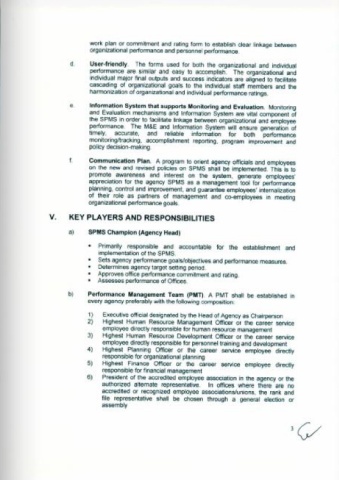 work plan or commitment and rating form to establish clear linkage between
organizational performance and personnel performance.
d. User-friendly. The forms used for both the organizational and individual
performance are similar and easy to accomplish. The organizational and
individual major final outputs and success indicators are aligned to facilitate
cascading of organizational goals to the individual staff members and the
harmonization of organizational and individual performance ratings.
e. Information System that supports Monitoring and Evaluation. Monitoring
and Evaluation mechanisms and Information System are vital component of
the SPMS in order to facilitate linkage between organizational and employee
performance. The M&E and Information System will ensure generation of
timely, accurate, and reliable information for both performance
monitoring/tracking, accomplishment reporting, program improvement and
policy decision-making.
f. Communication Plan. A program to orient agency officials and employees
on the new and revised policies on SPMS shall be implemented. This is to
promote awareness and interest on the system, generate employees'
appreciation for the agency SPMS as a management tool for performance
planning, control and improvement, and guarantee employees' internalization
of their role as partners of management and co-employees in meeting
organizational performance goals.
V. KEY PLAYERS AND RESPONSIBILITIES
a) SPMS Champion (Agency Head)
• Primarily responsible and accountable for the establishment and
implementation of the SPMS.
• Sets agency performance goals/objectives and performance measures.
• Determines agency target setting period.
• Approves office performance commitment and rating.
• Assesses performance of Offices.
b) Performance Management Team (PMT) A PMT shall be established in
every agency preferably with the following composition:
1) Executive official designated by the Head of Agency as Chairperson
2) Highest Human Resource Management Officer or the career service
employee directly responsible for human resource management
3) Highest Human Resource Development Officer or the career service
employee directly responsible for personnel training and development
4) Highest Planning Officer or the career service employee directly
responsible for organizational planning
5) Highest Finance Officer or the career service employee directly
responsible for financial management
6) President of the accredited employee association in the agency or the
authorized alternate representative. In offices where there are no
accredited or recognized employee associations/unions, the rank and
file representative shall be chosen through a general election or
assembly
3